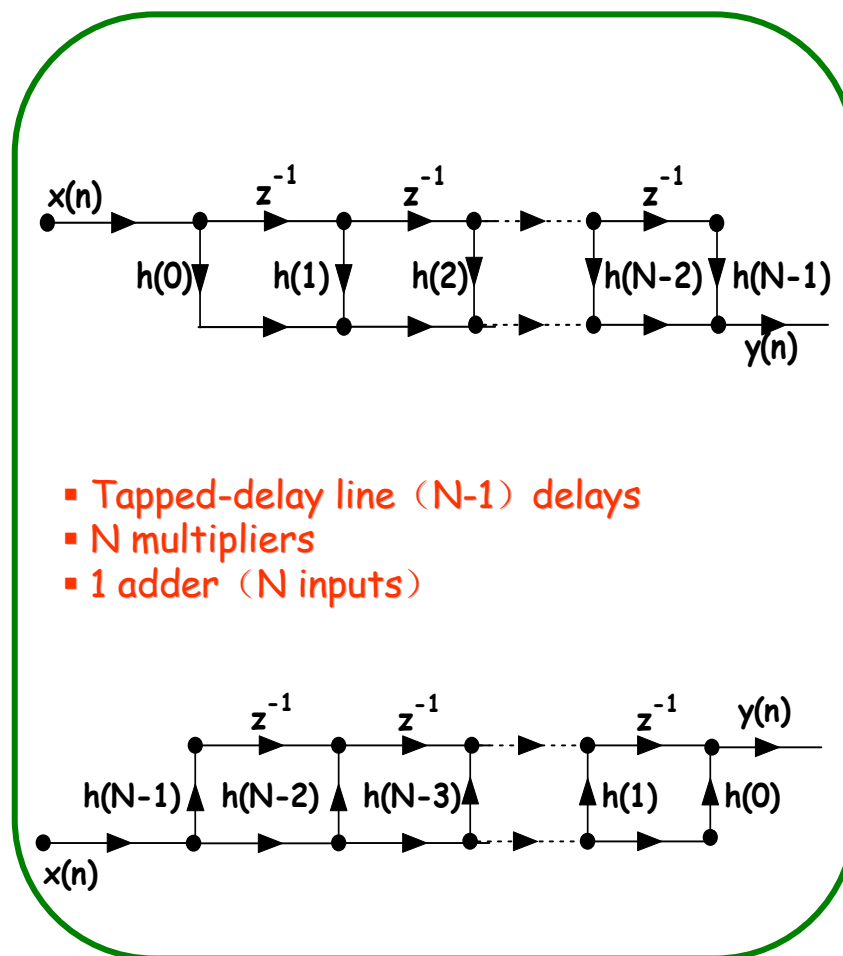 x(n) z⁻¹ z⁻¹ z⁻¹
h(0) h(1) h(2) h(N-2) h(N-1)
y(n)
▪ Tapped-delay line（N-1）delays
▪ N multipliers
▪ 1 adder（N inputs）
z⁻¹ z⁻¹ z⁻¹ y(n)
h(N-1) h(N-2) h(N-3) h(1) h(0)
x(n)